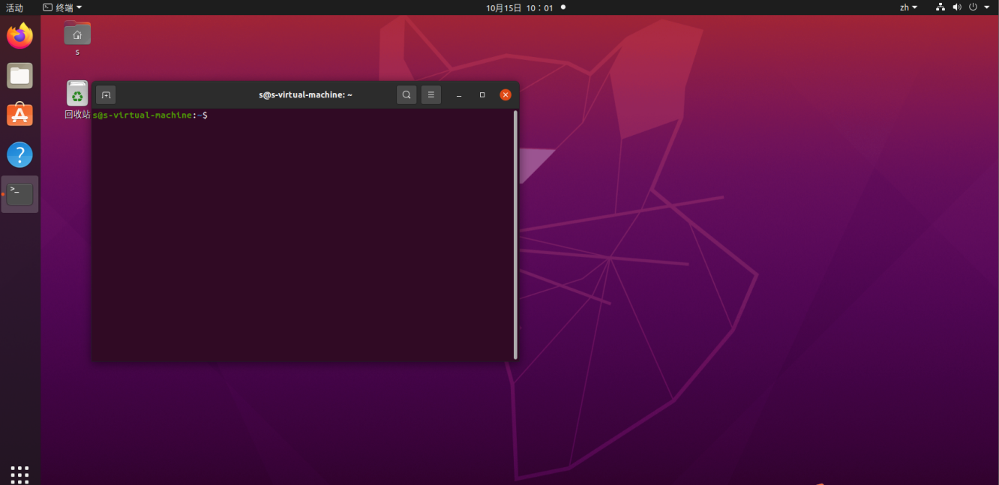 活动 终端 10月15日 10：01 zh
s
回收站
s@s-virtual-machine: ~
s@s-virtual-machine:~$